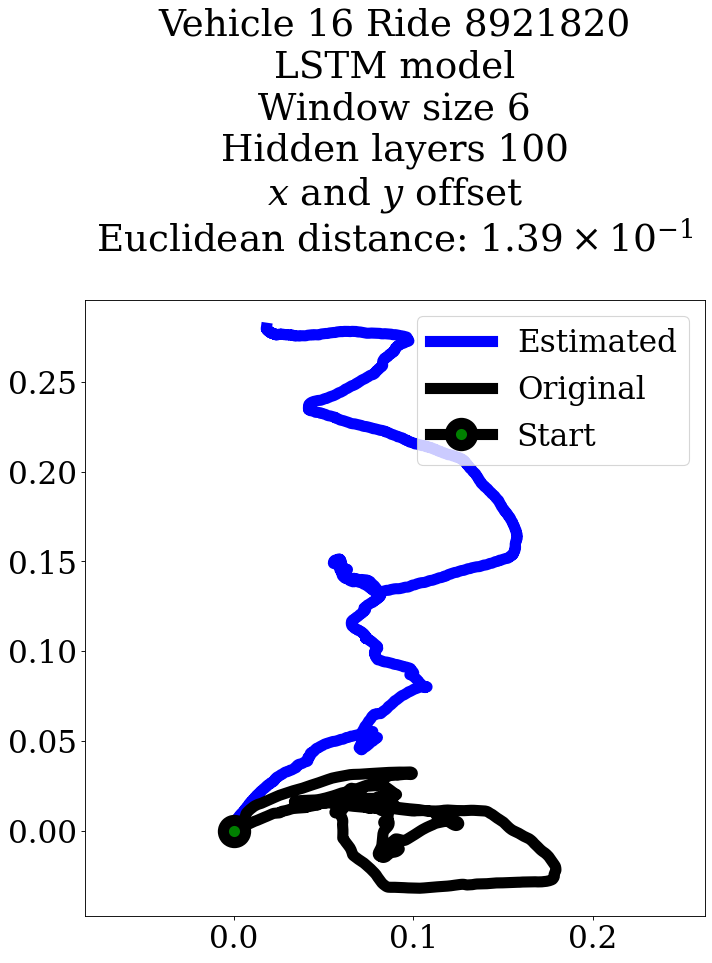 Vehicle 16 Ride 8921820
LSTM model
Window size 6
Hidden layers 100
x and y offset
Euclidean distance: 1.39 × 10⁻¹
Estimated
Original
Start
0.25
0.20
0.15
0.10
0.05
0.00
0.0 0.1 0.2